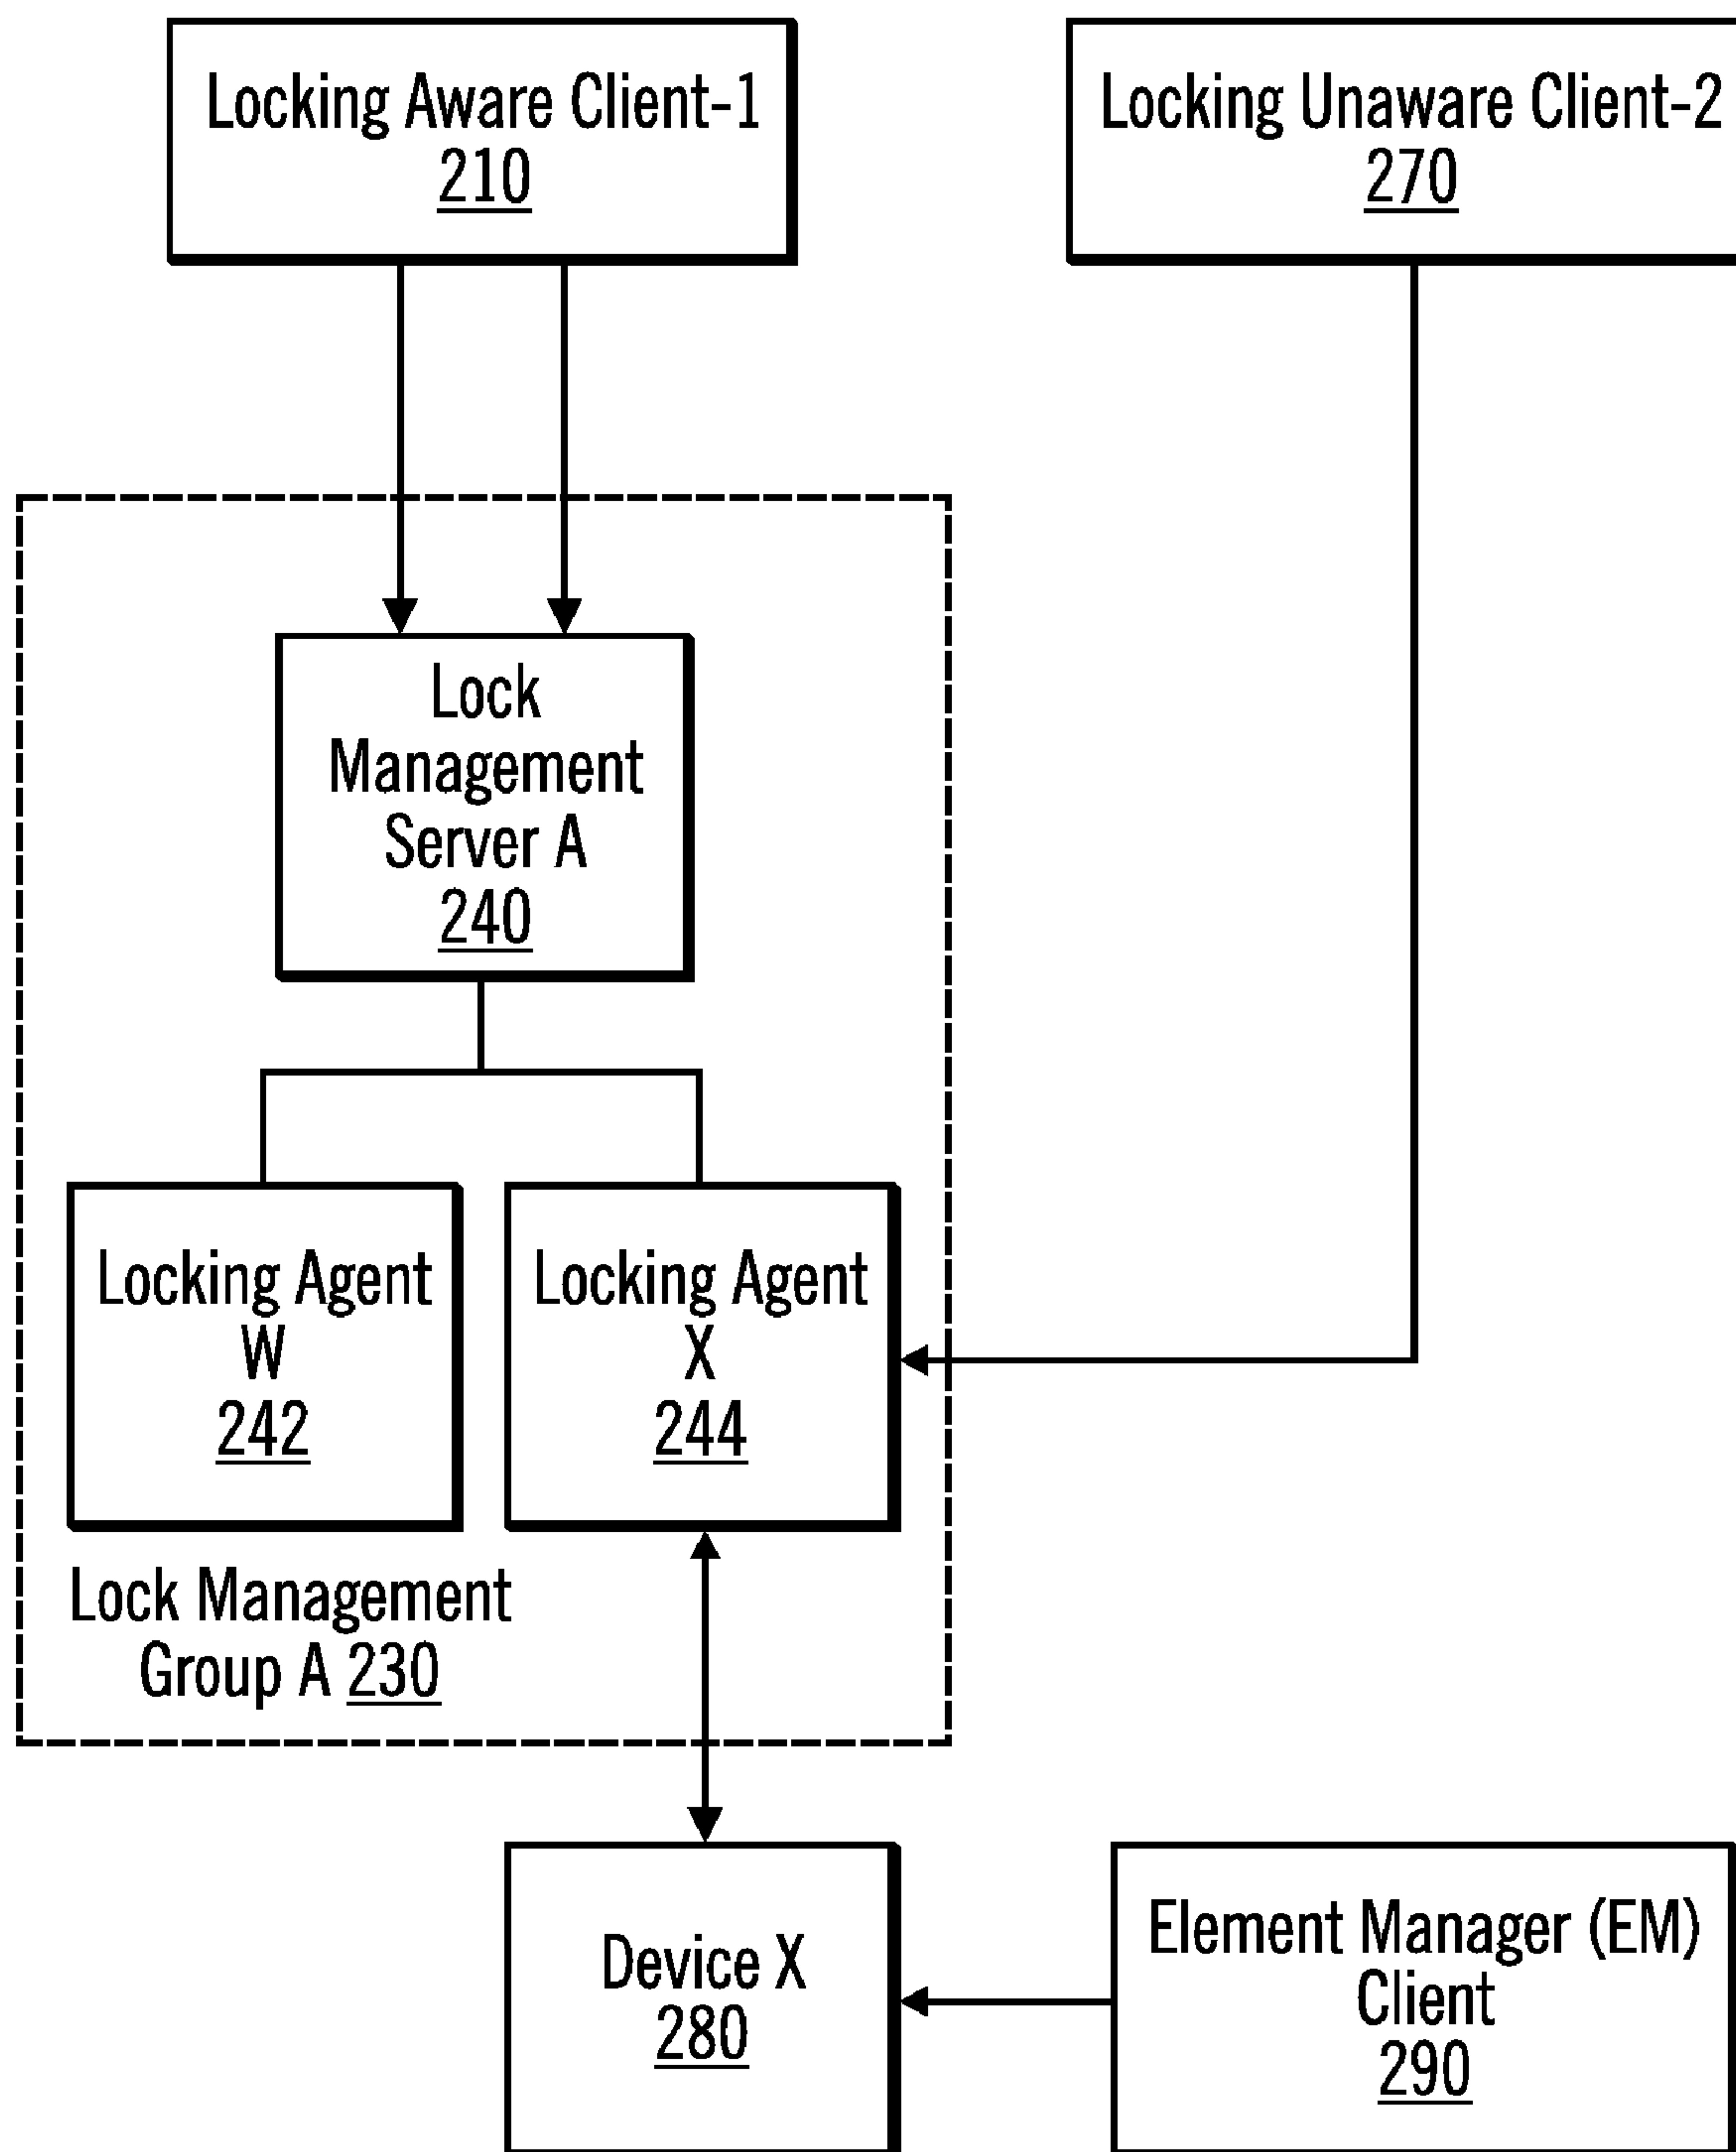 Locking Aware Client-1
210
Locking Unaware Client-2
270
Lock
Management
Server A
240
Locking Agent
W
242
Locking Agent
X
244
Lock Management
Group A 230
Device X
280
Element Manager (EM)
Client
290